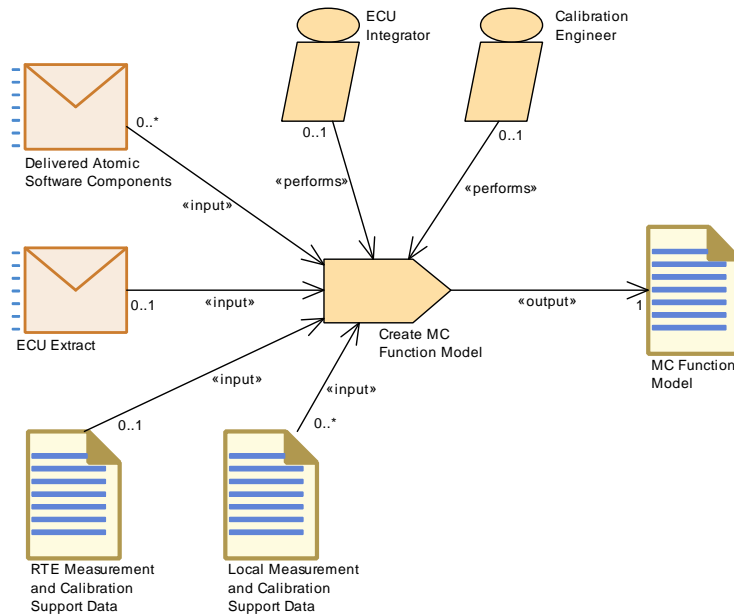 ECU
Integrator
Calibration
Engineer
0..1
0..1
0..*
Delivered Atomic
Software Components
«performs»
«performs»
«input»
ECU Extract
0..1
«input»
Create MC
Function Model
«output»
1
MC Function
Model
«input»
«input»
0..1
0..*
RTE Measurement
and Calibration
Support Data
Local Measurement
and Calibration
Support Data